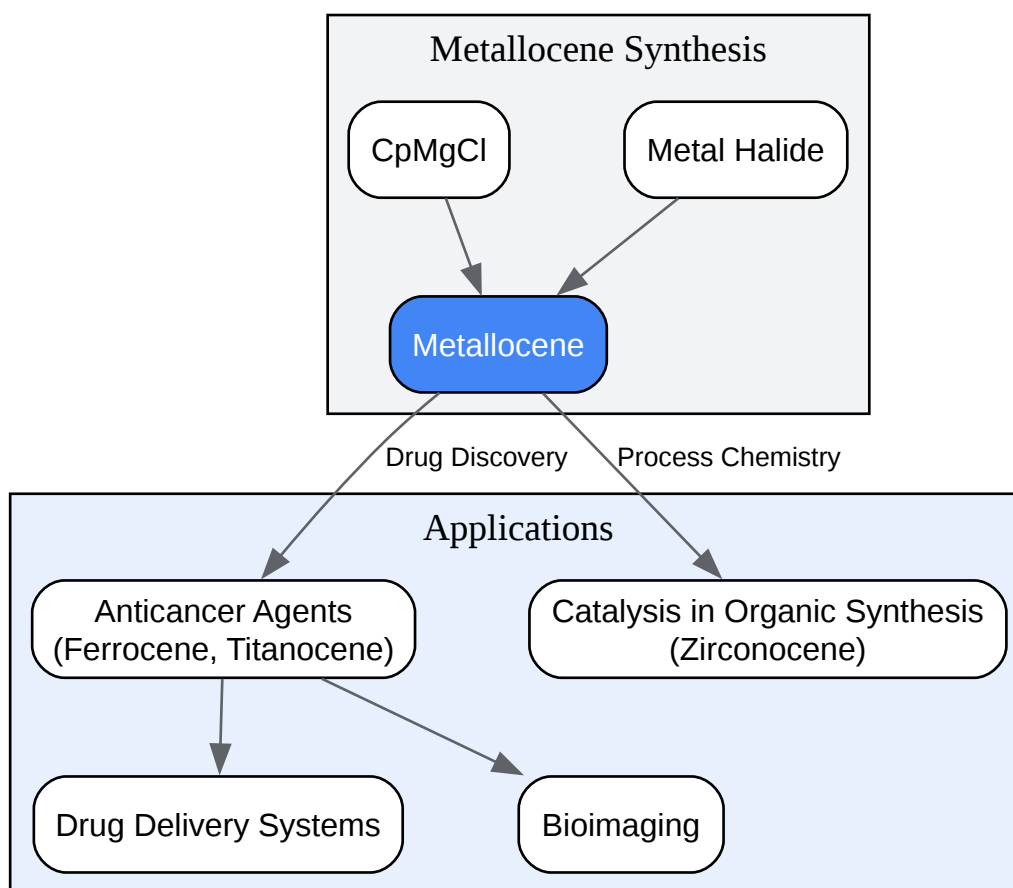 Metallocene Synthesis
CpMgCl
Metal Halide
Metallocene
Drug Discovery
Process Chemistry
Applications
Anticancer Agents
(Ferrocene, Titanocene)
Catalysis in Organic Synthesis
(Zirconocene)
Drug Delivery Systems
Bioimaging